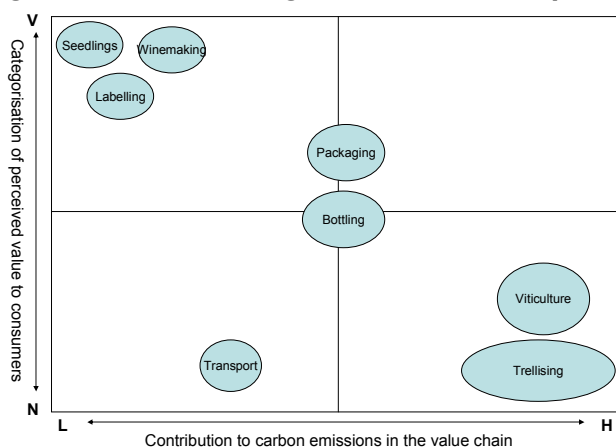 V
Categorisation of perceived value to consumers
Seedlings
Winemaking
Labelling
Packaging
Bottling
Viticulture
Transport
Trellising
N
L
H
Contribution to carbon emissions in the value chain